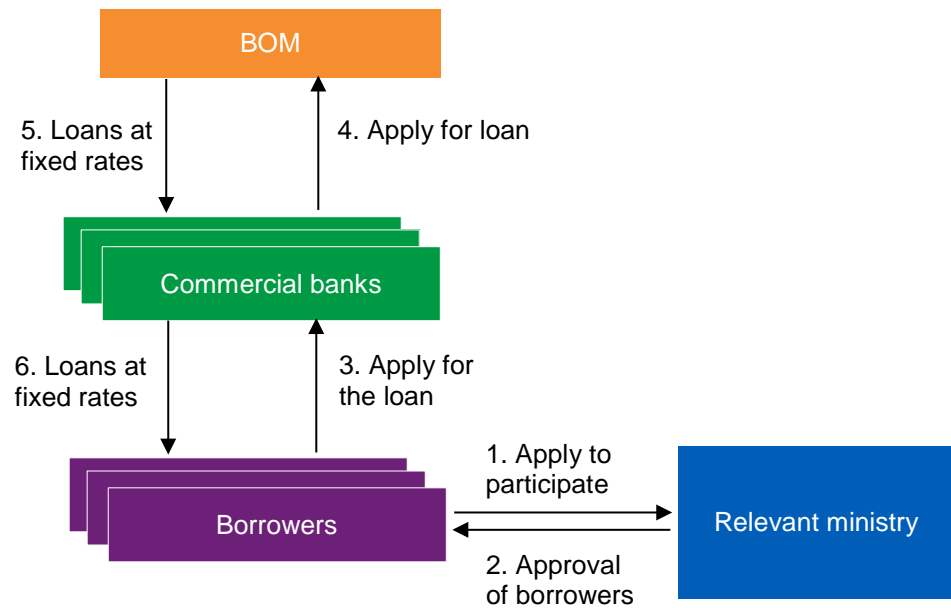 BOM
5. Loans at
fixed rates
4. Apply for loan
Commercial banks
6. Loans at
fixed rates
3. Apply for
the loan
1. Apply to
participate
Borrowers
Relevant ministry
2. Approval
of borrowers